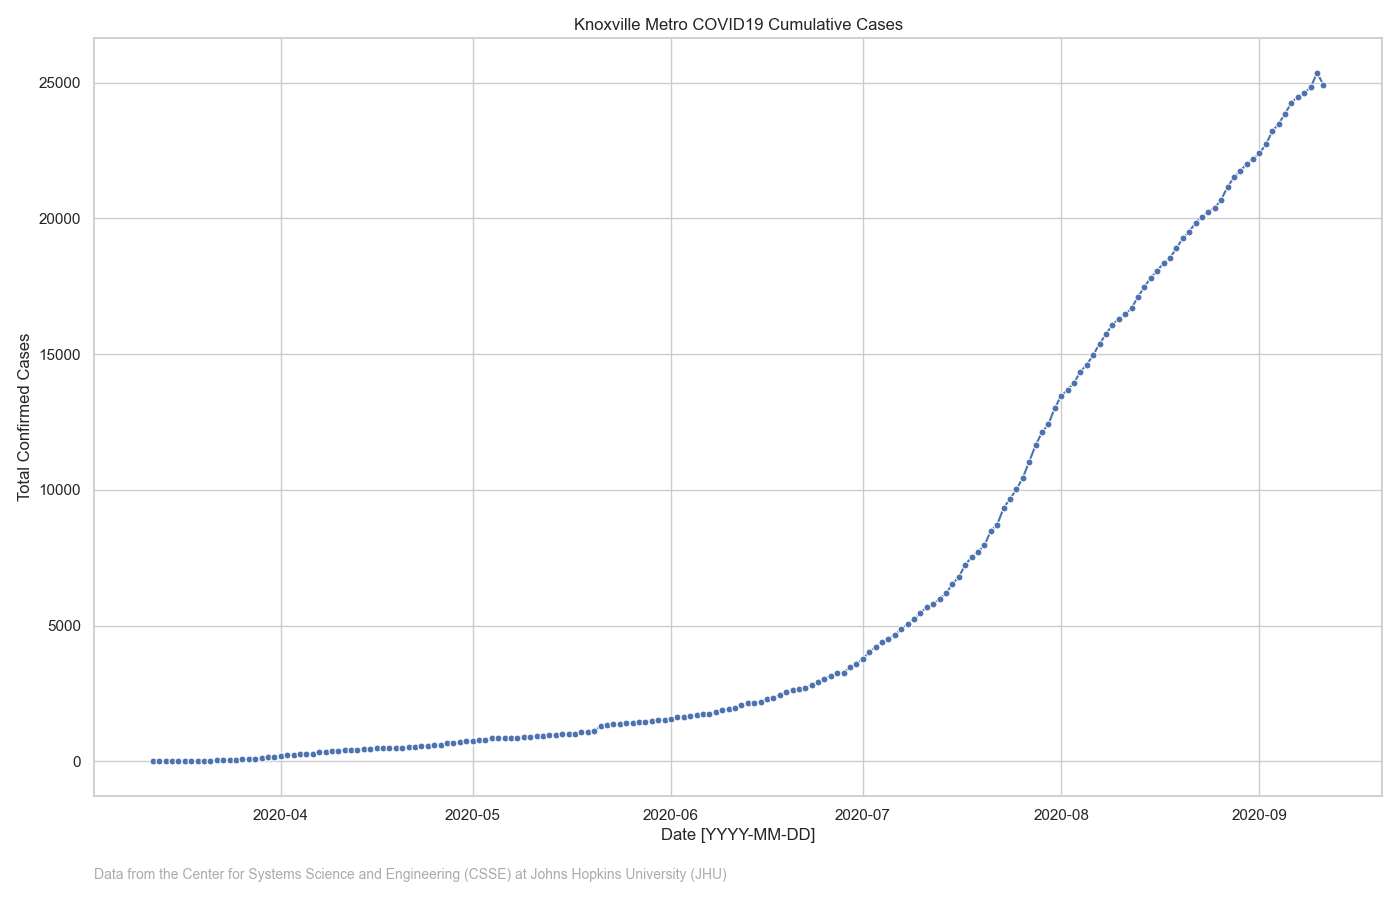 Knoxville Metro COVID19 Cumulative Cases
Total Confirmed Cases
25000
20000
15000
10000
5000
0
2020-04 2020-05 2020-06 2020-07 2020-08 2020-09
Date [YYYY-MM-DD]
Data from the Center for Systems Science and Engineering (CSSE) at Johns Hopkins University (JHU)